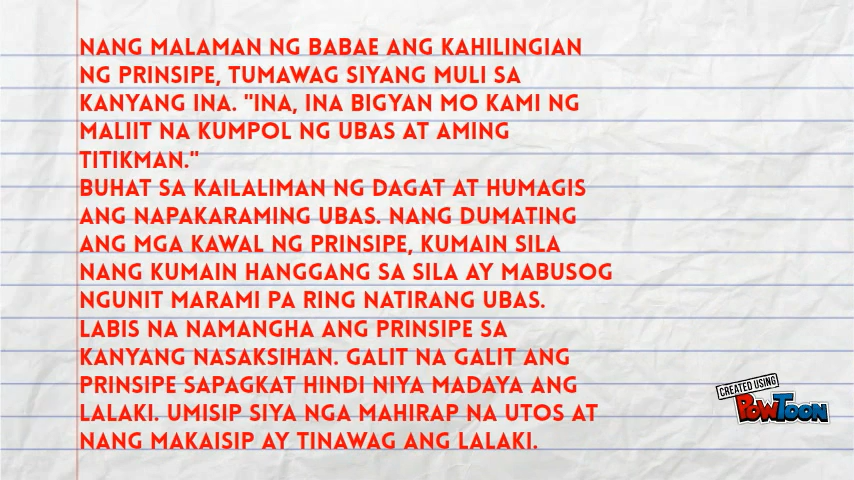 NANG MALAMAN NG BABAE ANG KAHILINGIAN
NG PRINSIPE, TUMAWAG SIYANG MULI SA
KANYANG INA. "INA, INA BIGYAN MO KAMI NG
MALIIT NA KUMPOL NG UBAS AT AMING
TITIKMAN."
BUHAT SA KAILALIMAN NG DAGAT AT HUMAGIS
ANG NAPAKARAMING UBAS. NANG DUMATING
ANG MGA KAWAL NG PRINSIPE, KUMAIN SILA
NANG KUMAIN HANGGANG SA SILA AY MABUSOG
NGUNIT MARAMI PA RING NATIRANG UBAS.
LABIS NA NAMANGHA ANG PRINSIPE SA
KANYANG NASAKSIHAN. GALIT NA GALIT ANG
PRINSIPE SAPAGKAT HINDI NIYA MADAYA ANG
LALAKI. UMISIP SIYA NGA MAHIRAP NA UTOS AT
NANG MAKAISIP AY TINAWAG ANG LALAKI.
CREATED USING
POWTOON